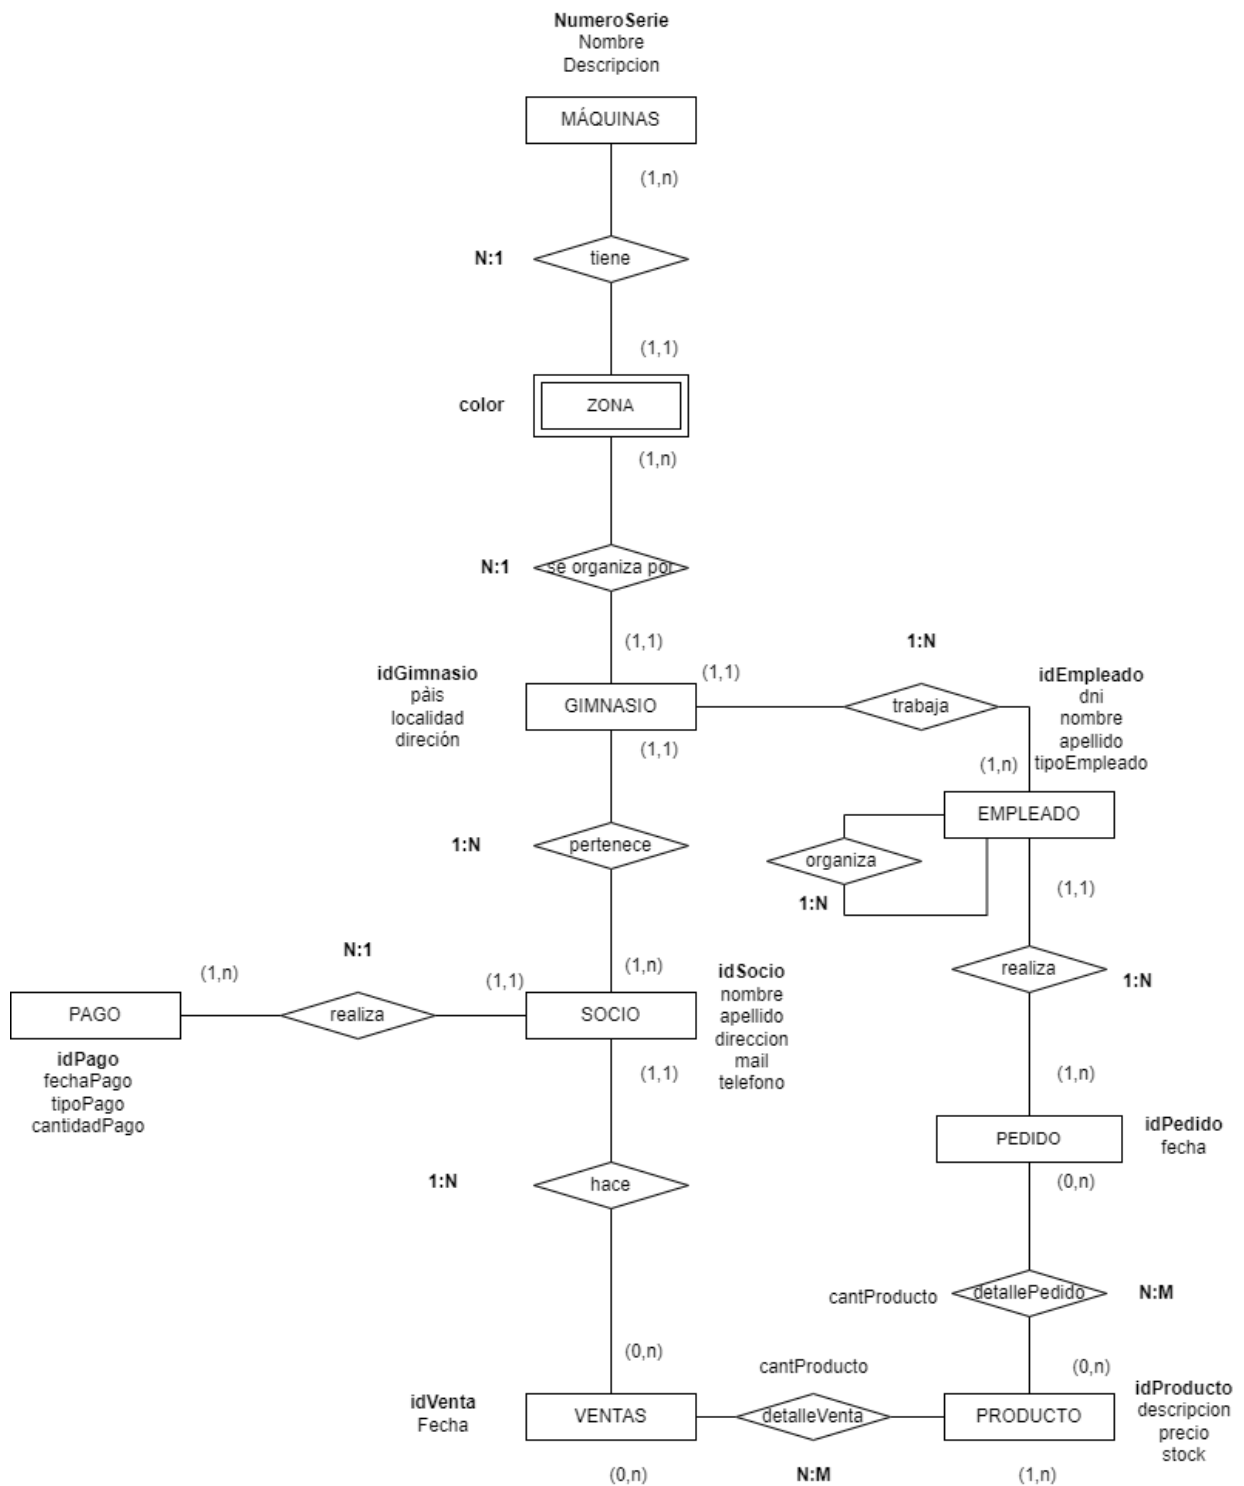 NumeroSerie
Nombre
Descripcion
MÁQUINAS
(1,n)
N:1
tiene
(1,1)
color
ZONA
(1,n)
N:1
se organiza por
(1,1)
1:N
idGimnasio
pàis
localidad
direción
GIMNASIO
(1,1)
(1,1)
trabaja
idEmpleado
dni
nombre
apellido
tipoEmpleado
(1,n)
EMPLEADO
organiza
1:N
(1,1)
1:N
pertenece
realiza
1:N
N:1
(1,n)
realiza
(1,1)
(1,n)
PAGO
SOCIO
idSocio
nombre
apellido
direccion
mail
telefono
idPago
fechaPago
tipoPago
cantidadPago
(1,1)
(1,n)
PEDIDO
idPedido
fecha
(0,n)
1:N
hace
cantProducto
detallePedido
N:M
(0,n)
cantProducto
(0,n)
idVenta
Fecha
VENTAS
detalleVenta
PRODUCTO
idProducto
descripcion
precio
stock
(0,n)
N:M
(1,n)